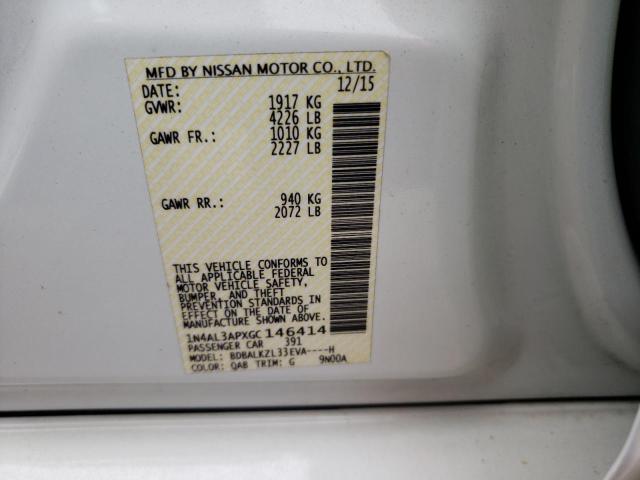 MFD BY NISSAN MOTOR CO., LTD.
DATE: 12/15
GVWR: 1917 KG
4226 LB
GAWR FR.: 1010 KG
2227 LB
GAWR RR.: 940 KG
2072 LB
THIS VEHICLE CONFORMS TO
ALL APPLICABLE FEDERAL
MOTOR VEHICLE SAFETY,
BUMPER, AND THEFT
PREVENTION STANDARDS IN
EFFECT ON THE DATE OF
MANUFACTURE SHOWN ABOVE.
1N4AL3APXGC146414
PASSENGER CAR 391
MODEL: BDBALKZL33EVA----H
COLOR: QAB TRIM: G 9N00A